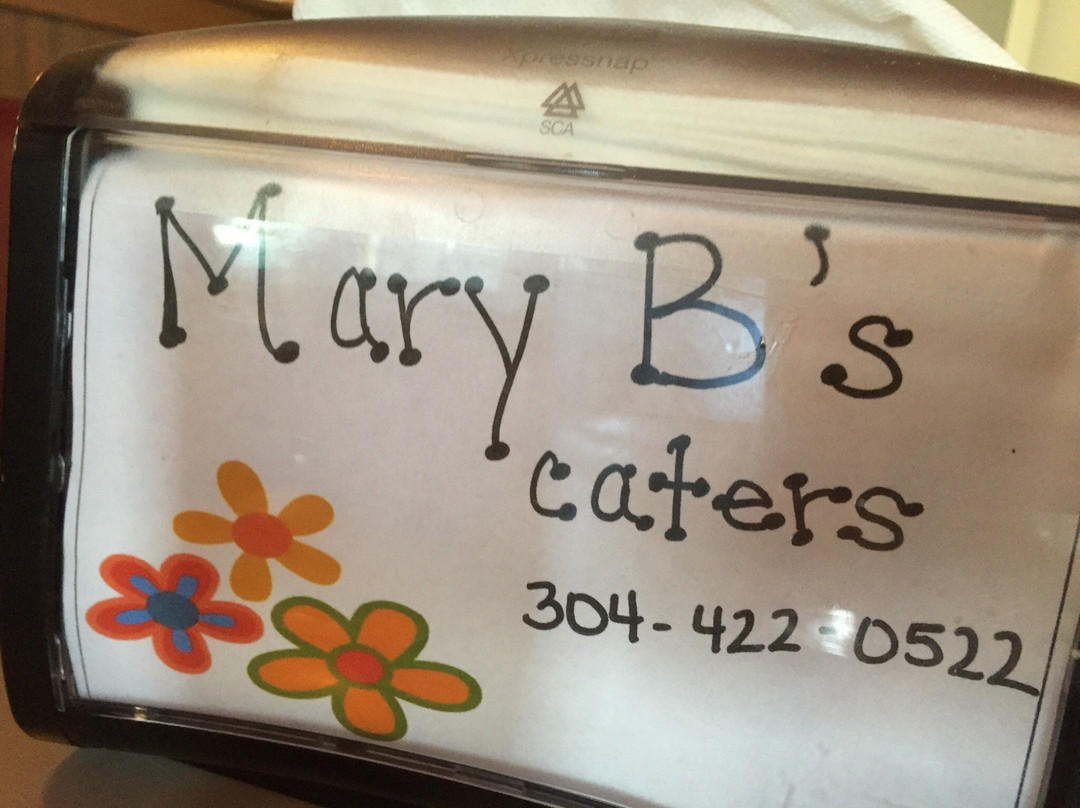 Xpressnap
SCA
Mary B's
caters
304-422-0522